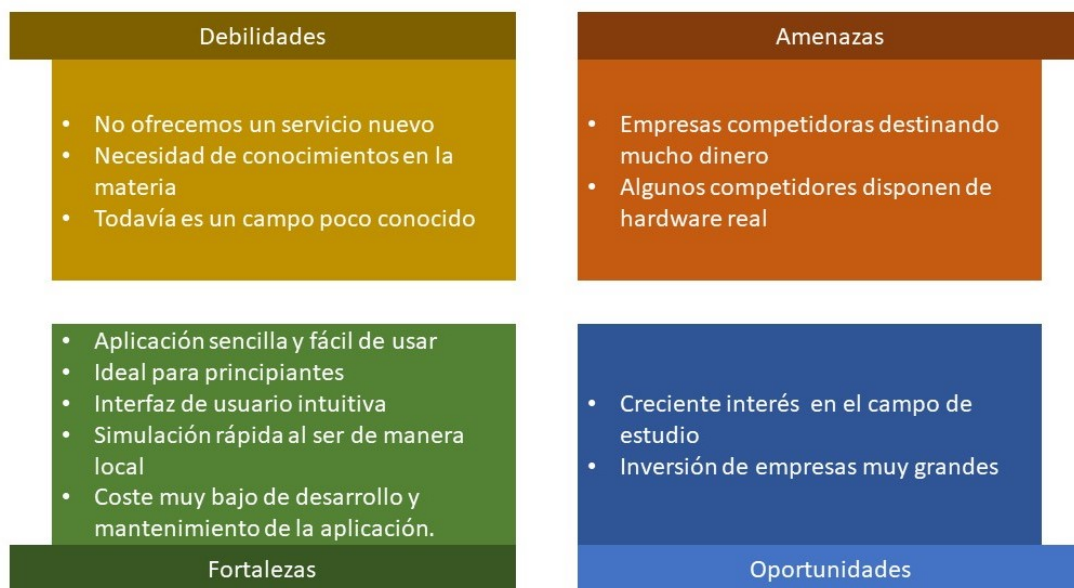 Debilidades
• No ofrecemos un servicio nuevo
• Necesidad de conocimientos en la
materia
• Todavía es un campo poco conocido
Amenazas
• Empresas competidoras destinando
mucho dinero
• Algunos competidores disponen de
hardware real
• Aplicación sencilla y fácil de usar
• Ideal para principiantes
• Interfaz de usuario intuitiva
• Simulación rápida al ser de manera
local
• Coste muy bajo de desarrollo y
mantenimiento de la aplicación.
Fortalezas
• Creciente interés en el campo de
estudio
• Inversión de empresas muy grandes
Oportunidades